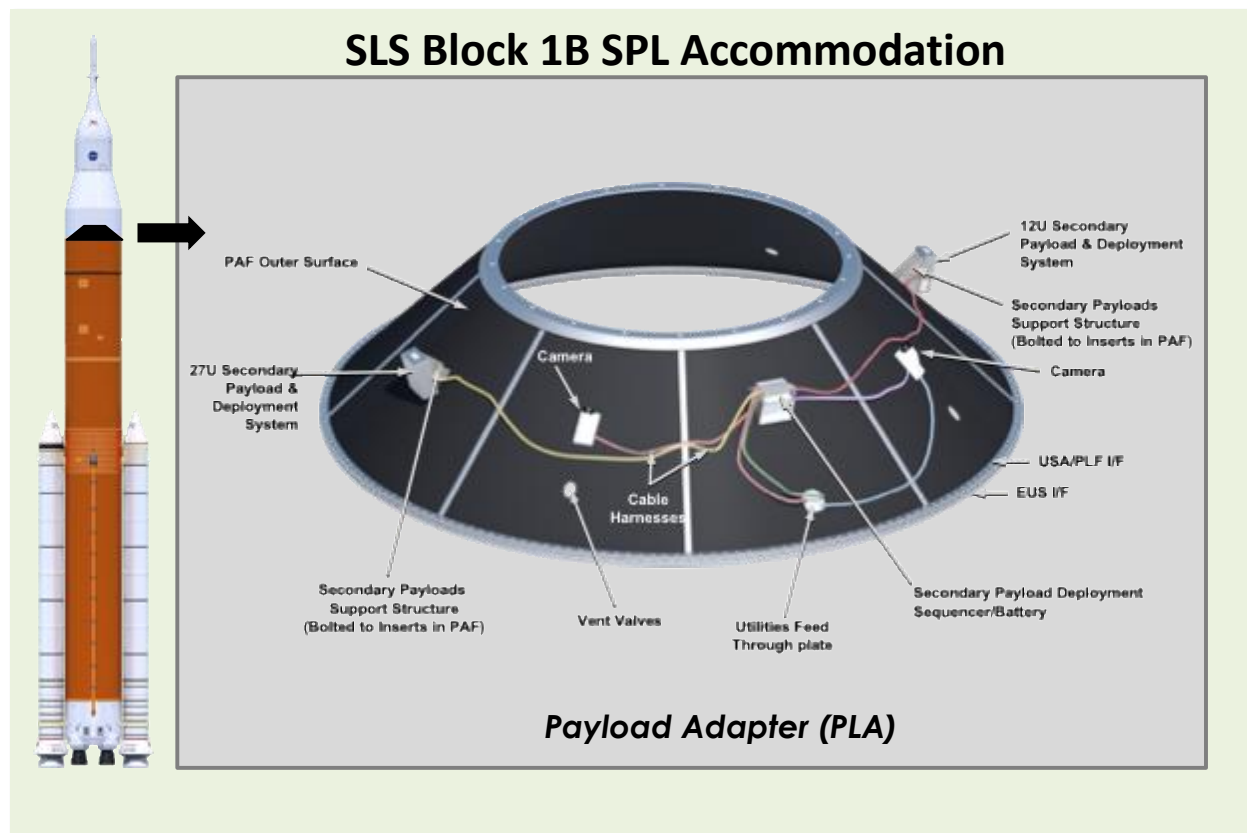 SLS Block 1B SPL Accommodation
PAF Outer Surface
27U Secondary
Payload &
Deployment
System
Camera
12U Secondary
Payload & Deployment
System
Secondary Payloads
Support Structure
(Bolted to Inserts in PAF)
Camera
USA/PLF I/F
EUS I/F
Cable
Harnesses
Secondary Payloads
Support Structure
(Bolted to Inserts in PAF)
Vent Valves
Utilities Feed
Through plate
Secondary Payload Deployment
Sequencer/Battery
Payload Adapter (PLA)